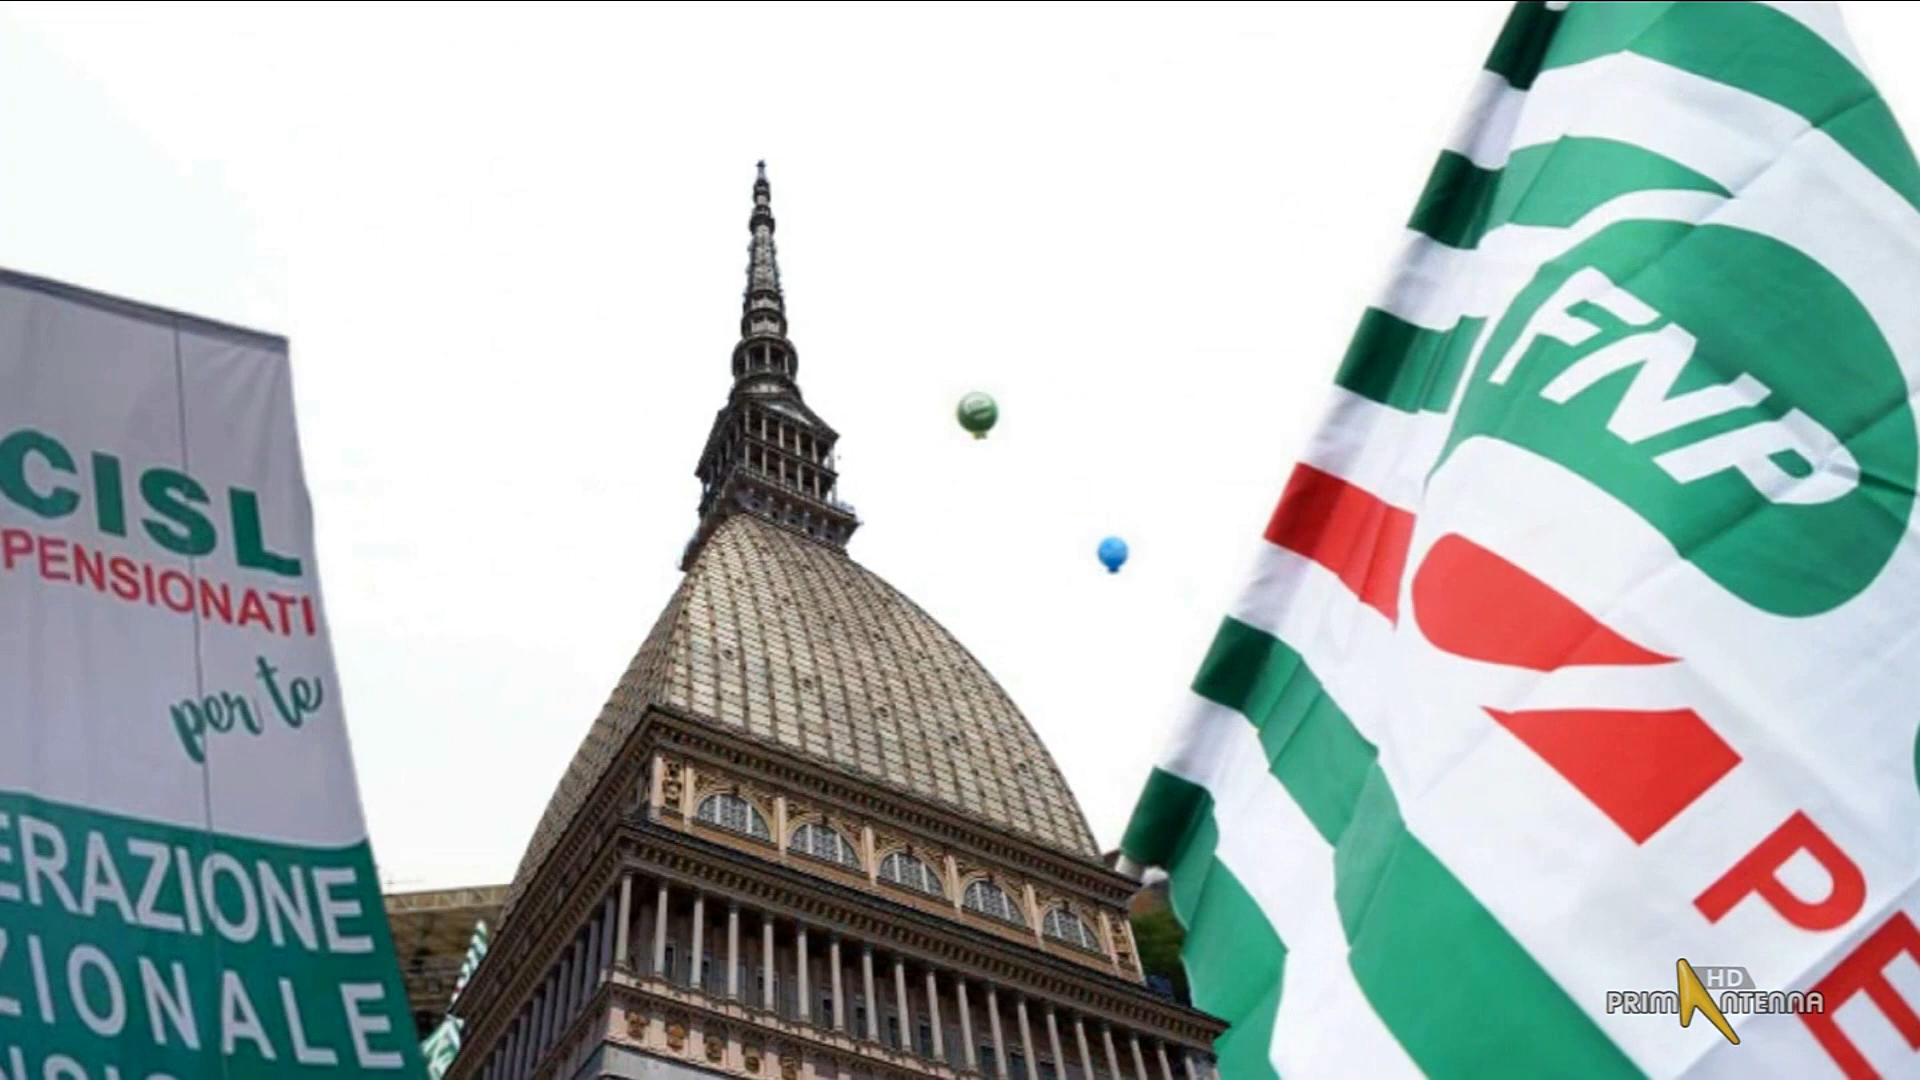 CISL
PENSIONATI
per te
ERAZIONE
ZIONALE
FNP
PE
HD
PRIMANTENNA